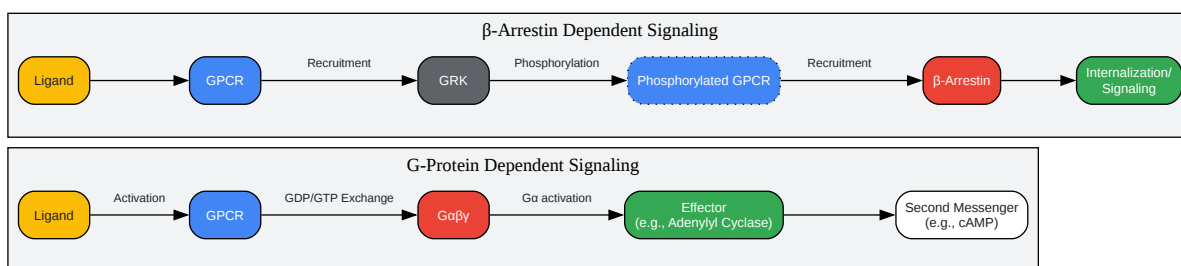 β-Arrestin Dependent Signaling
Ligand
GPCR
Recruitment
GRK
Phosphorylation
Phosphorylated GPCR
Recruitment
β-Arrestin
Internalization/
Signaling
G-Protein Dependent Signaling
Ligand
Activation
GPCR
GDP/GTP Exchange
Gαβγ
Gα activation
Effector
(e.g., Adenylyl Cyclase)
Second Messenger
(e.g., cAMP)